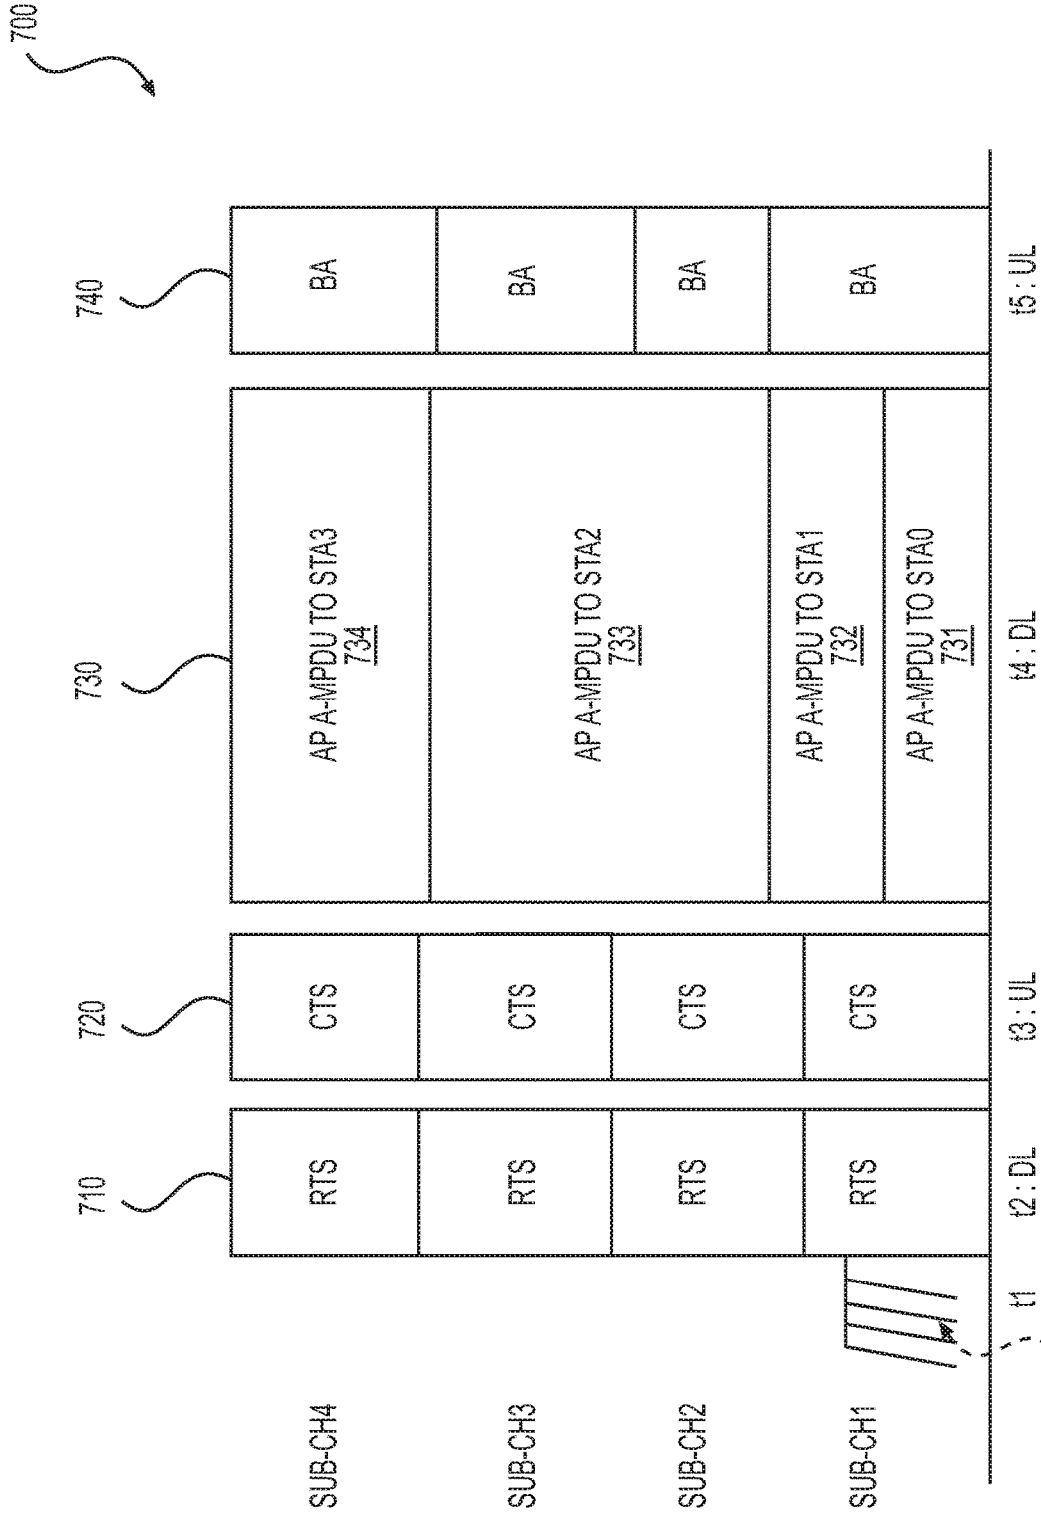 700
710
720
730
740
SUB-CH4
RTS
CTS
AP A-MPDU TO STA3
734
BA
SUB-CH3
RTS
CTS
AP A-MPDU TO STA2
733
BA
SUB-CH2
RTS
CTS
AP A-MPDU TO STA1
732
BA
SUB-CH1
RTS
CTS
AP A-MPDU TO STA0
731
BA
t1
t2 : DL
t3 : UL
t4 : DL
t5 : UL